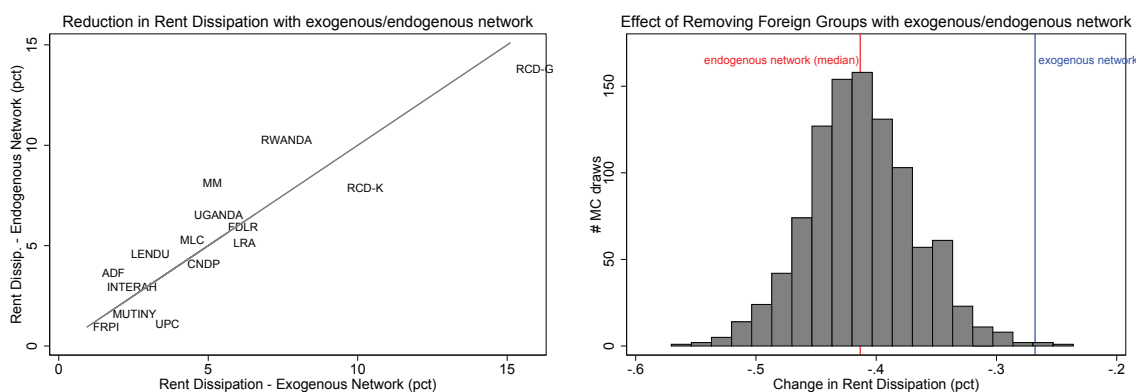 Reduction in Rent Dissipation with exogenous/endogenous network
Rent Dissip. - Endogenous Network (pct)
15
10
5
0
RCD-G
RWANDA
MM
RCD-K
UGANDA
FDLR
MLC
LRA
LENDU
CNDP
ADF
INTERAH
MUTINY
FRPI
UPC
0 5 10 15
Rent Dissipation - Exogenous Network (pct)
Effect of Removing Foreign Groups with exogenous/endogenous network
endogenous network (median)
exogenous network
# MC draws
150
100
50
0
-.6 -.5 -.4 -.3 -.2
Change in Rent Dissipation (pct)